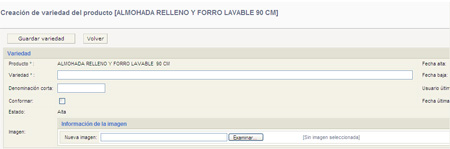 Creación de variedad del producto [ALMOHADA RELLENO Y FORRO LAVABLE 90 CM]
Guardar variedad Volver
Variedad
Producto * : ALMOHADA RELLENO Y FORRO LAVABLE 90 CM Fecha alta:
Variedad * : Fecha baja:
Denominación corta: Usuario últim
Conformar: Fecha última
Estado: Alta
Información de la imagen
Imagen: Nueva imagen: Examinar... [Sin imagen seleccionada]